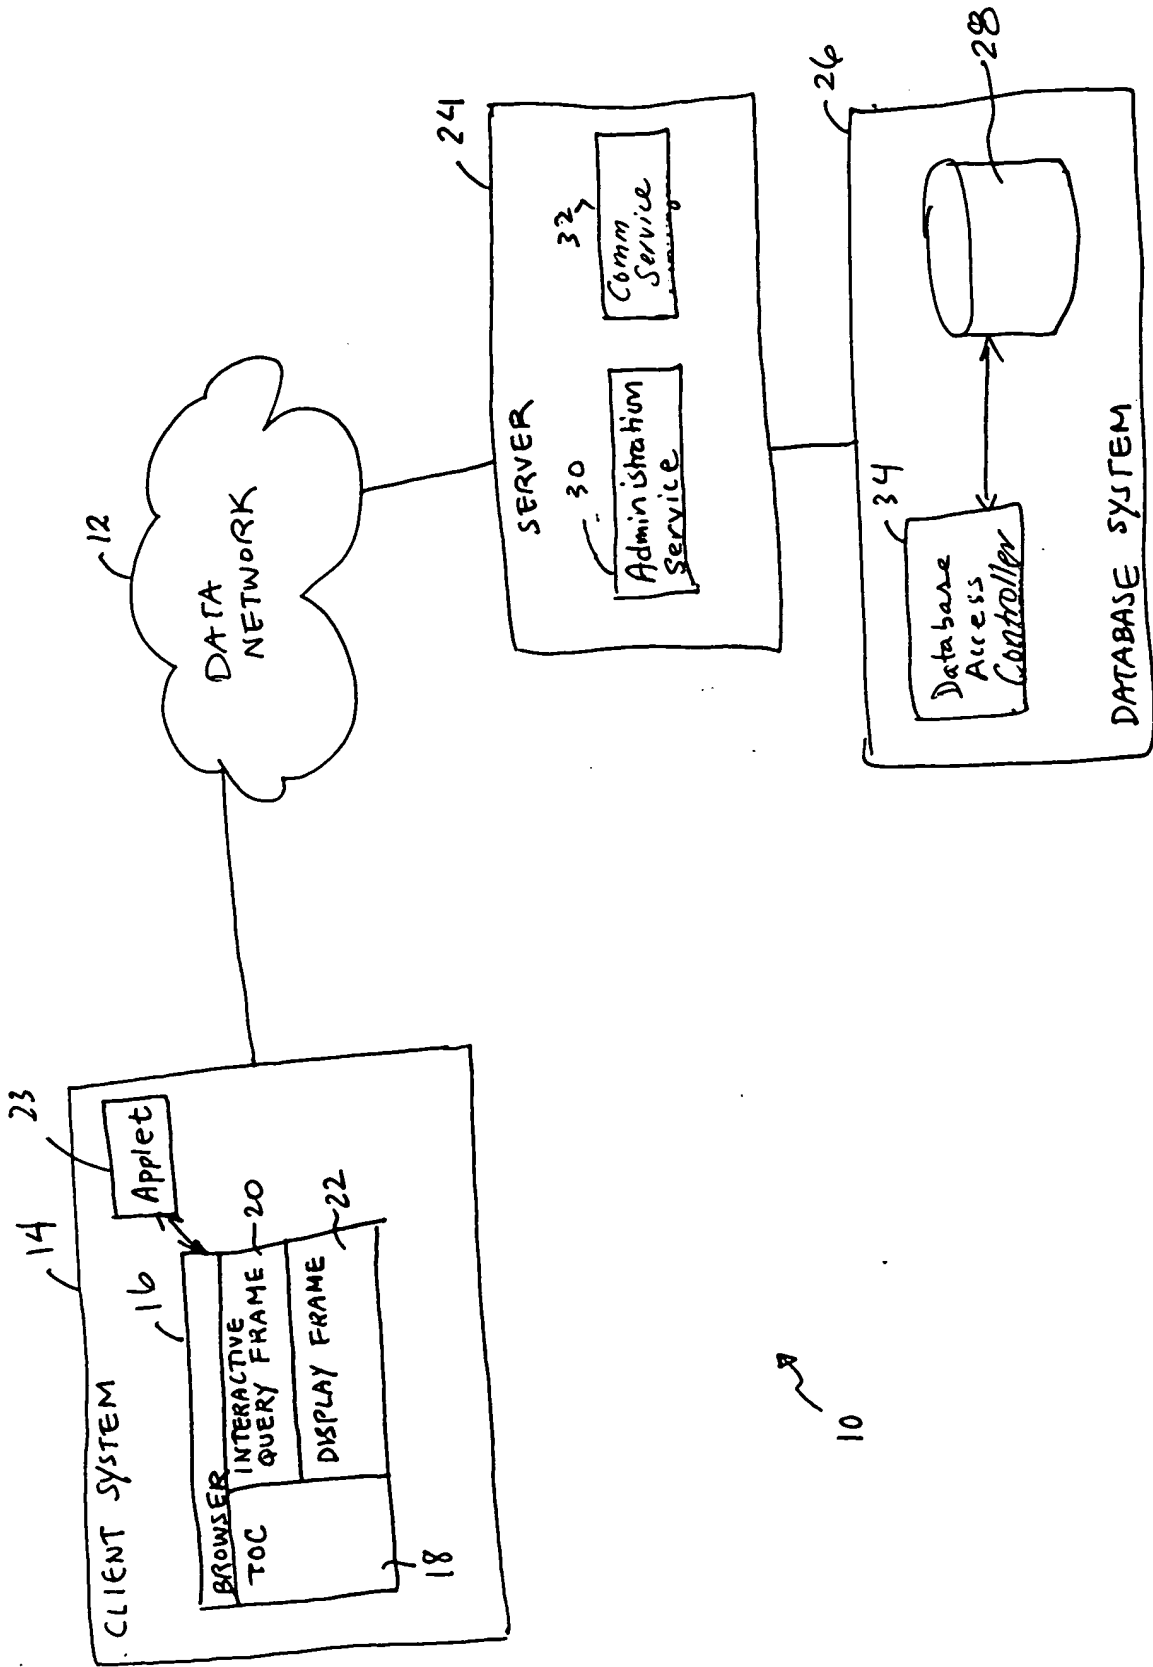 CLIENT SYSTEM
14
23
Applet
16
BROWSER
TOC
18
INTERACTIVE
QUERY FRAME
20
DISPLAY FRAME
22
12
DATA
NETWORK
24
SERVER
30
Administration
Service
32
Comm
Service
26
34
Database
Access
Controller
28
DATABASE SYSTEM
10